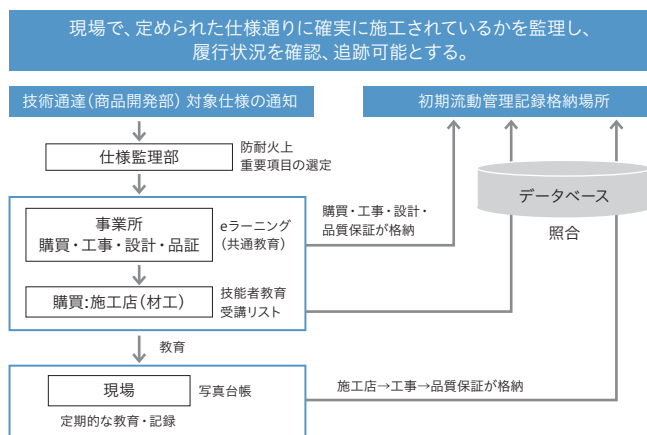 現場で、定められた仕様通りに確実に施工されているかを監理し、
履行状況を確認、追跡可能とする。
技術通達(商品開発部) 対象仕様の通知
初期流動管理記録格納場所
仕様監理部
防耐火上
重要項目の選定
データベース
照合
事業所
購買・工事・設計・品証
eラーニング
(共通教育)
購買・工事・設計・
品質保証が格納
購買:施工店(材工)
技能者教育
受講リスト
教育
現場
写真台帳
定期的な教育・記録
施工店→工事→品質保証が格納